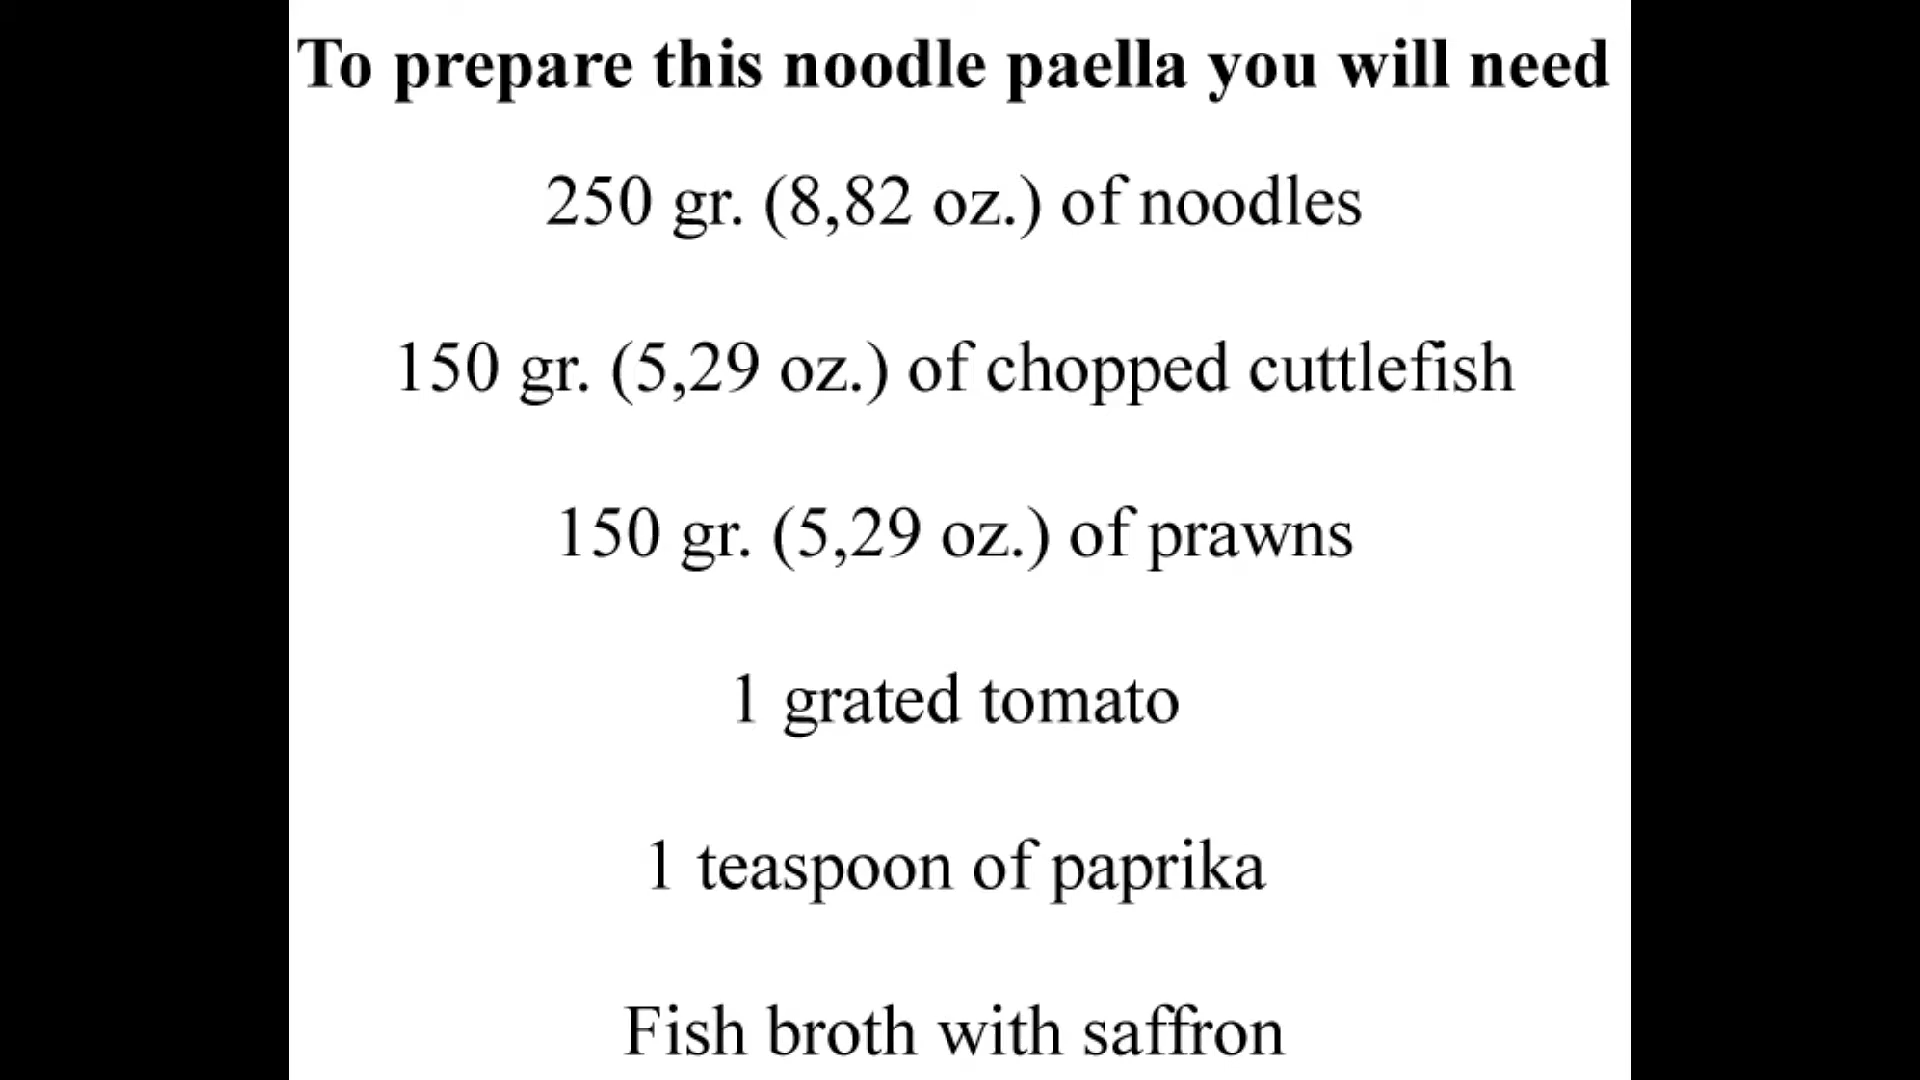 To prepare this noodle paella you will need
250 gr. (8,82 oz.) of noodles
150 gr. (5,29 oz.) of chopped cuttlefish
150 gr. (5,29 oz.) of prawns
1 grated tomato
1 teaspoon of paprika
Fish broth with saffron